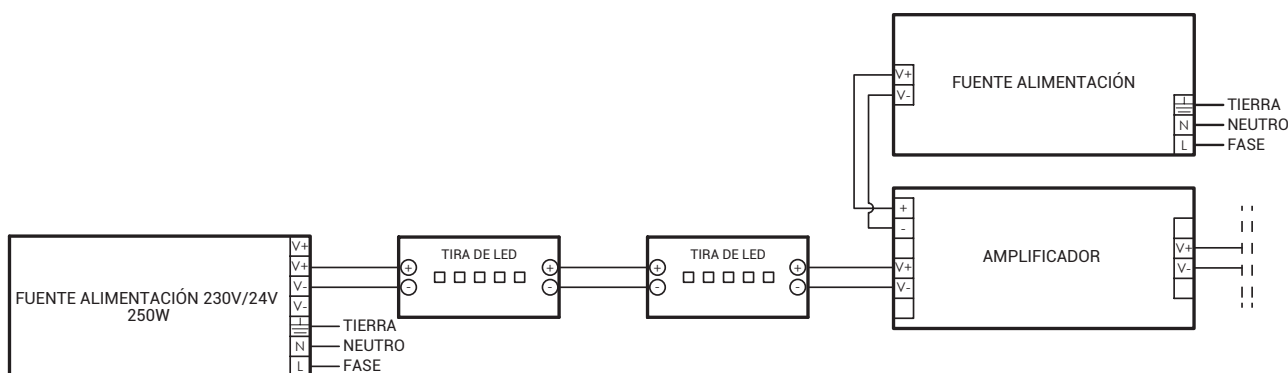 FUENTE ALIMENTACIÓN
V+
V-
TIERRA
N
NEUTRO
L
FASE
AMPLIFICADOR
+
-
V+
V-
V+
V-
FUENTE ALIMENTACIÓN 230V/24V
250W
V+
V+
V-
V-
TIERRA
N
NEUTRO
L
FASE
TIRA DE LED
+
-
+
-
TIRA DE LED
+
-
+
-